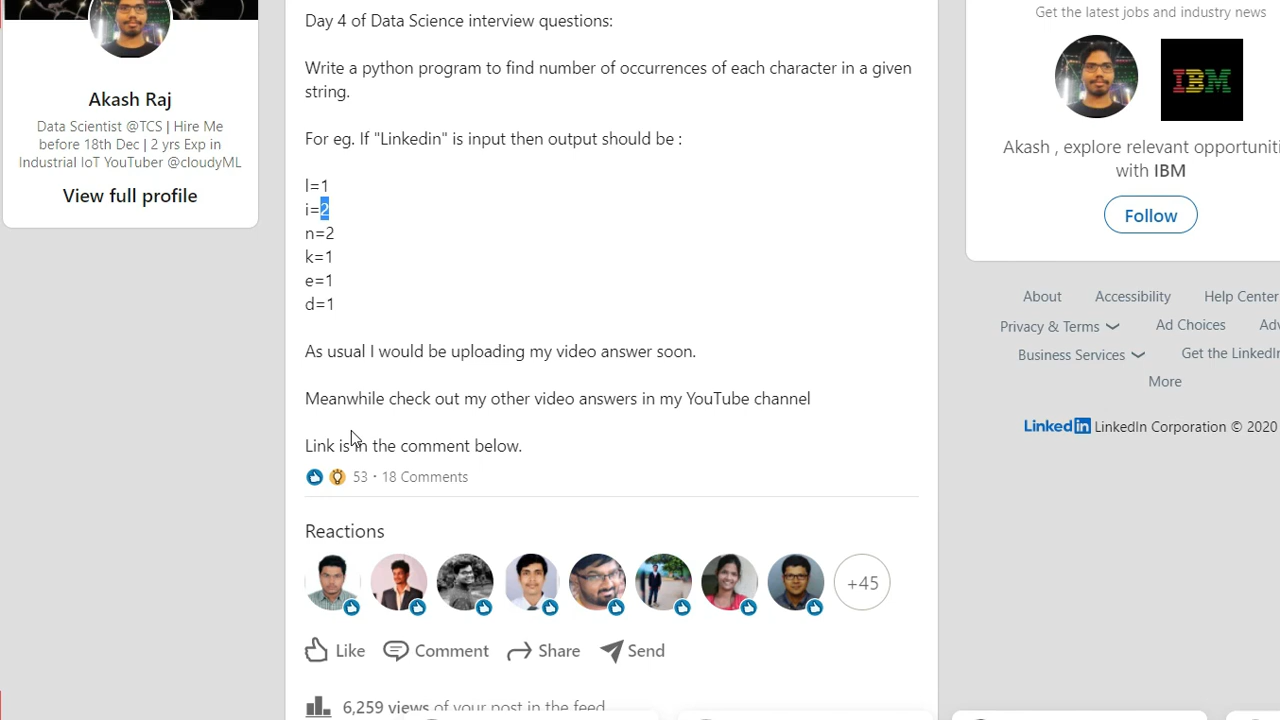 Akash Raj
Data Scientist @TCS | Hire Me
before 18th Dec | 2 yrs Exp in
Industrial IoT YouTuber @cloudyML
View full profile
Day 4 of Data Science interview questions:
Write a python program to find number of occurrences of each character in a given
string.
For eg. If "Linkedin" is input then output should be :
l=1
i=2
n=2
k=1
e=1
d=1
As usual I would be uploading my video answer soon.
Meanwhile check out my other video answers in my YouTube channel
Link is in the comment below.
53 · 18 Comments
Reactions
+45
Like Comment Share Send
6,259 views of your post in the feed
Get the latest jobs and industry news
IBM
Akash , explore relevant opportuniti
with IBM
Follow
About Accessibility Help Center
Privacy & Terms Ad Choices Adv
Business Services Get the LinkedIn
More
Linkedin LinkedIn Corporation © 2020